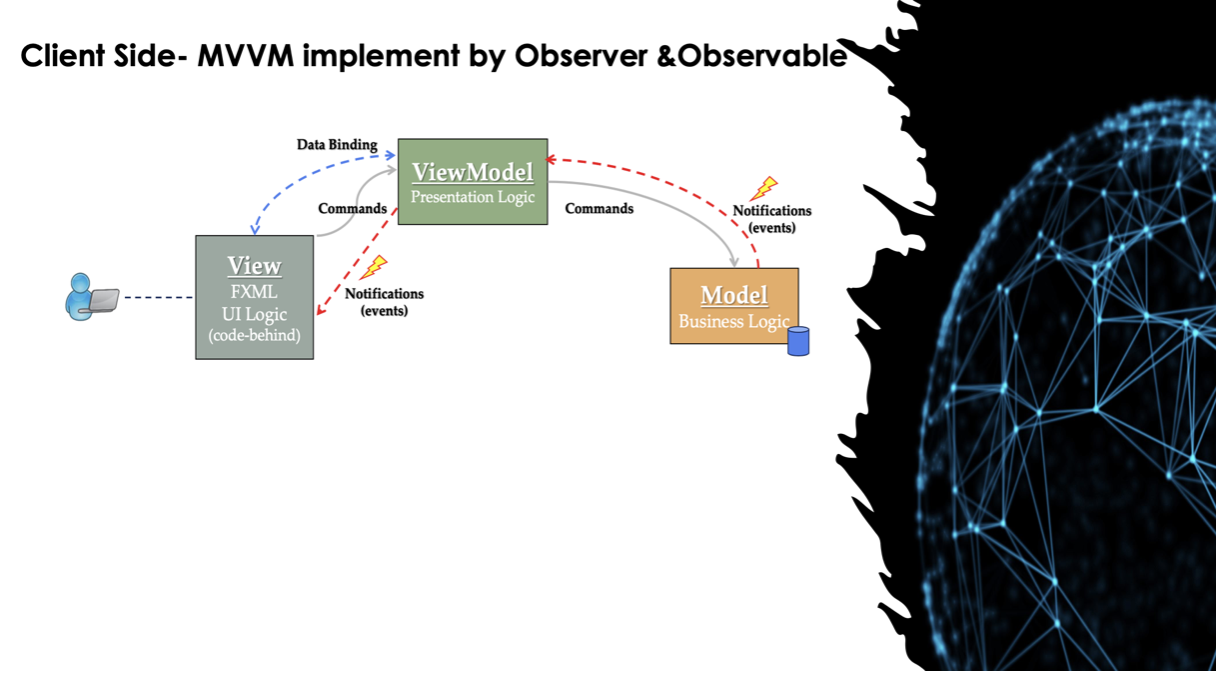 Client Side- MVVM implement by Observer &Observable
Data Binding
ViewModel
Presentation Logic
Commands
Commands
Notifications
(events)
View
FXML
UI Logic
(code-behind)
Notifications
(events)
Model
Business Logic